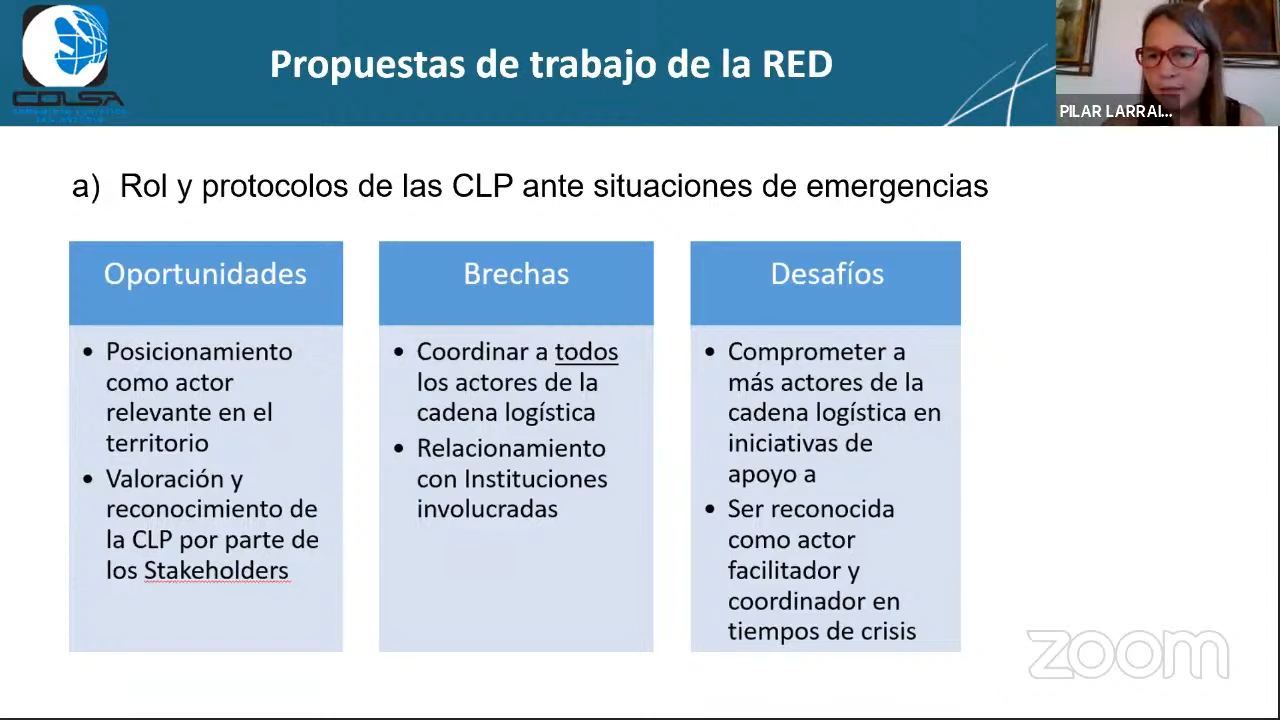 Propuestas de trabajo de la RED
COLSA
PILAR LARRAI...
a) Rol y protocolos de las CLP ante situaciones de emergencias
Oportunidades
• Posicionamiento
como actor
relevante en el
territorio
• Valoración y
reconocimiento de
la CLP por parte de
los Stakeholders
Brechas
• Coordinar a todos
los actores de la
cadena logística
• Relacionamiento
con Instituciones
involucradas
Desafíos
• Comprometer a
más actores de la
cadena logística en
iniciativas de
apoyo a
• Ser reconocida
como actor
facilitador y
coordinador en
tiempos de crisis
zoom